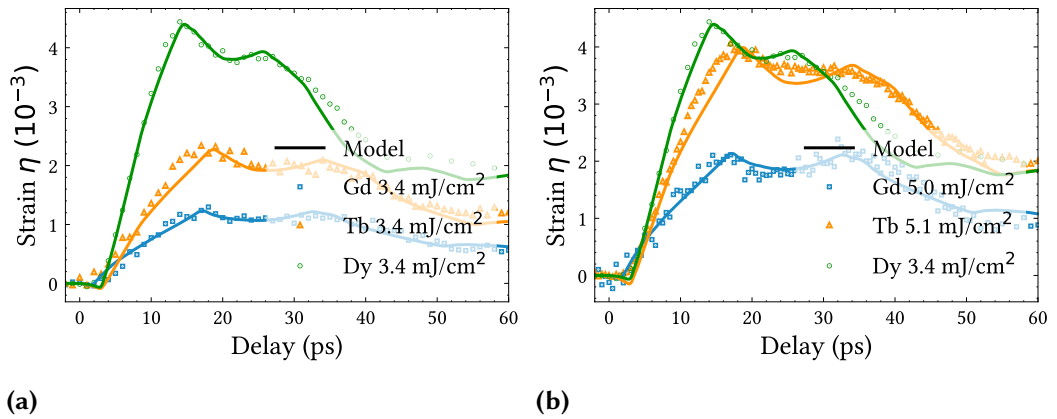 4
3
2
1
0
Strain η (10⁻³)
Model
Gd 3.4 mJ/cm²
Tb 3.4 mJ/cm²
Dy 3.4 mJ/cm²
0 10 20 30 40 50 60
Delay (ps)
(a)
4
3
2
1
0
Strain η (10⁻³)
Model
Gd 5.0 mJ/cm²
Tb 5.1 mJ/cm²
Dy 3.4 mJ/cm²
0 10 20 30 40 50 60
Delay (ps)
(b)